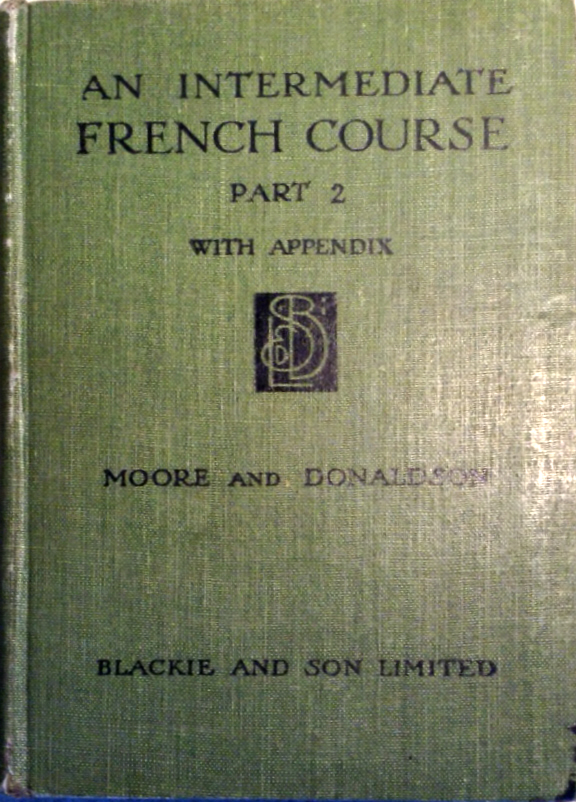 AN INTERMEDIATE
FRENCH COURSE
PART 2
WITH APPENDIX
MOORE AND DONALDSON
BLACKIE AND SON LIMITED